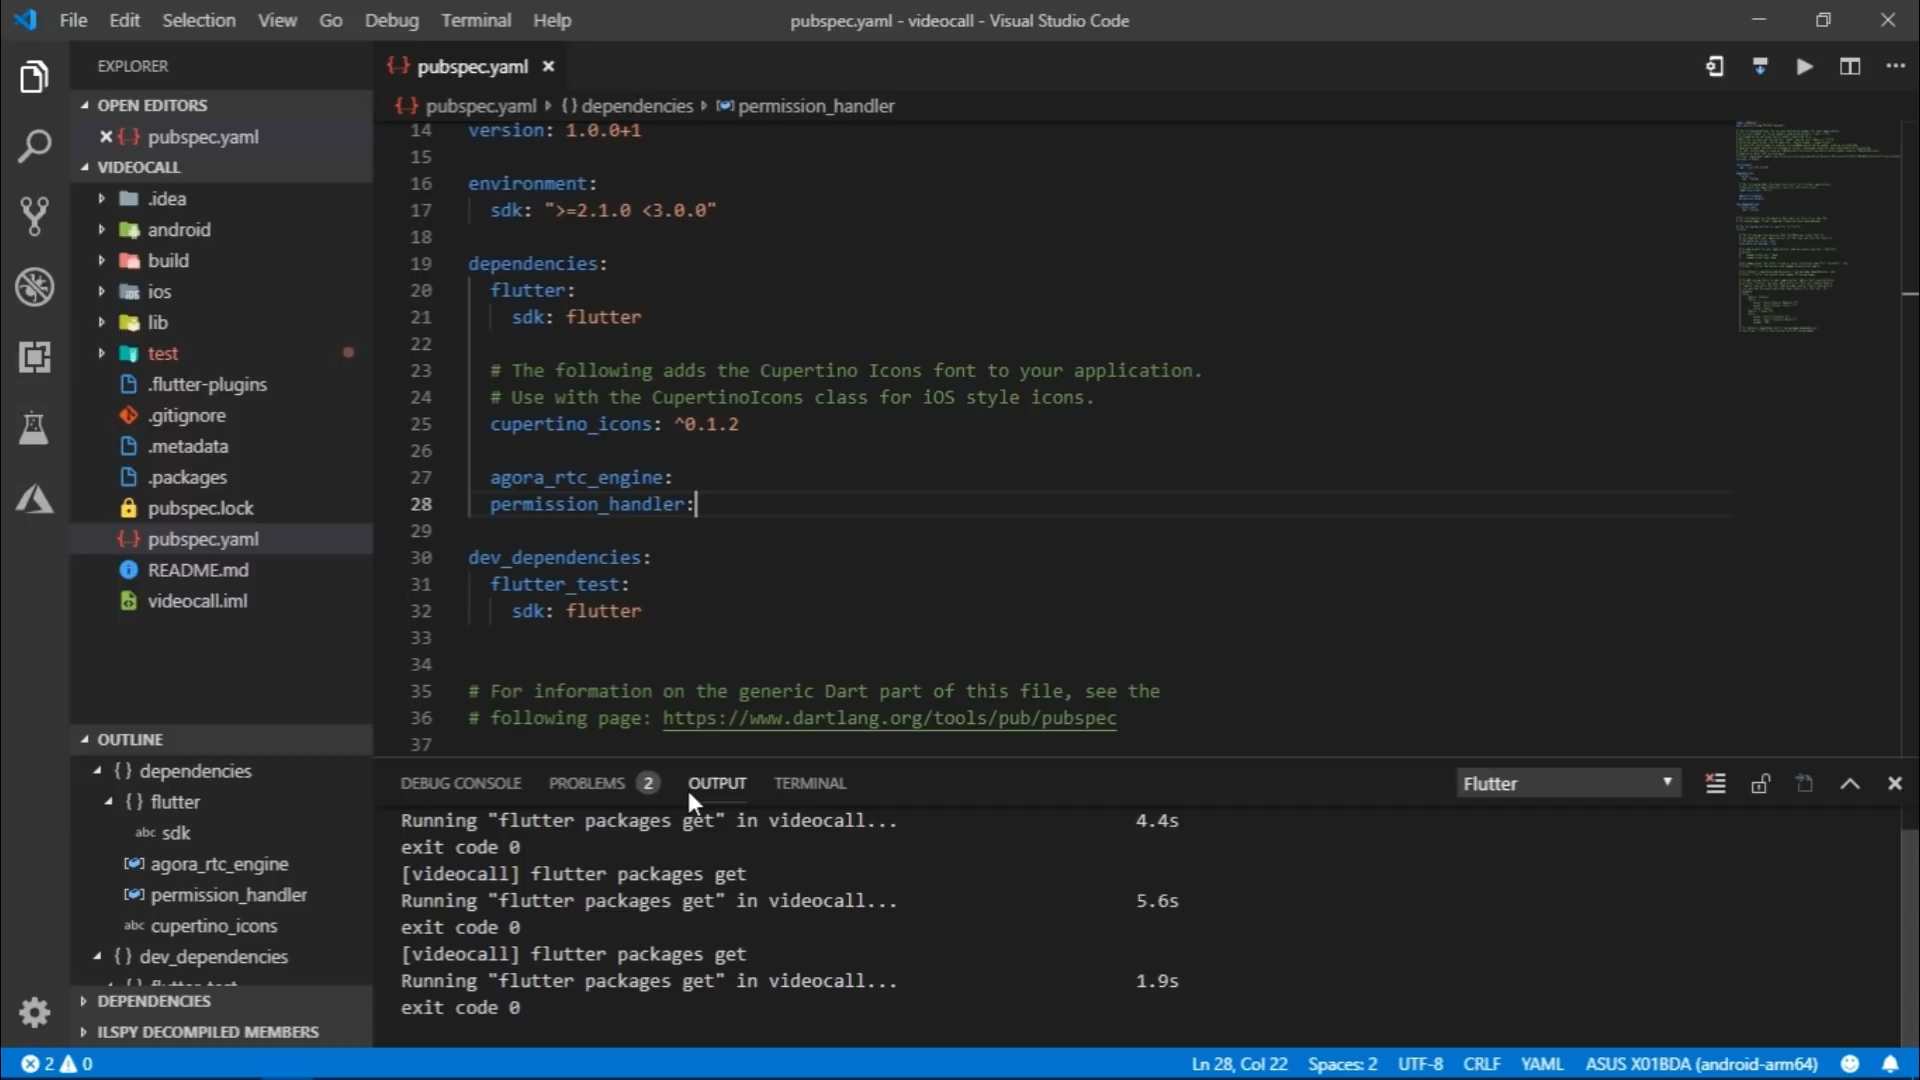 File Edit Selection View Go Debug Terminal Help
pubspec.yaml - videocall - Visual Studio Code
EXPLORER
OPEN EDITORS
pubspec.yaml
VIDEOCALL
.idea
android
build
ios
lib
test
.flutter-plugins
.gitignore
.metadata
.packages
pubspec.lock
pubspec.yaml
README.md
videocall.iml
OUTLINE
{} dependencies
{} flutter
abc sdk
agora_rtc_engine
permission_handler
abc cupertino_icons
{} dev_dependencies
{} flutter_test
DEPENDENCIES
ILSPY DECOMPILED MEMBERS
pubspec.yaml
pubspec.yaml {} dependencies permission_handler
14 version: 1.0.0+1
15
16 environment:
17 sdk: ">=2.1.0 <3.0.0"
18
19 dependencies:
20 flutter:
21 sdk: flutter
22
23 # The following adds the Cupertino Icons font to your application.
24 # Use with the CupertinoIcons class for iOS style icons.
25 cupertino_icons: ^0.1.2
26
27 agora_rtc_engine:
28 permission_handler:
29
30 dev_dependencies:
31 flutter_test:
32 sdk: flutter
33
34
35 # For information on the generic Dart part of this file, see the
36 # following page: https://www.dartlang.org/tools/pub/pubspec
37
DEBUG CONSOLE PROBLEMS 2 OUTPUT TERMINAL Flutter
Running "flutter packages get" in videocall... 4.4s
exit code 0
[videocall] flutter packages get
Running "flutter packages get" in videocall... 5.6s
exit code 0
[videocall] flutter packages get
Running "flutter packages get" in videocall... 1.9s
exit code 0
2 0 Ln 28, Col 22 Spaces: 2 UTF-8 CRLF YAML ASUS X01BDA (android-arm64)